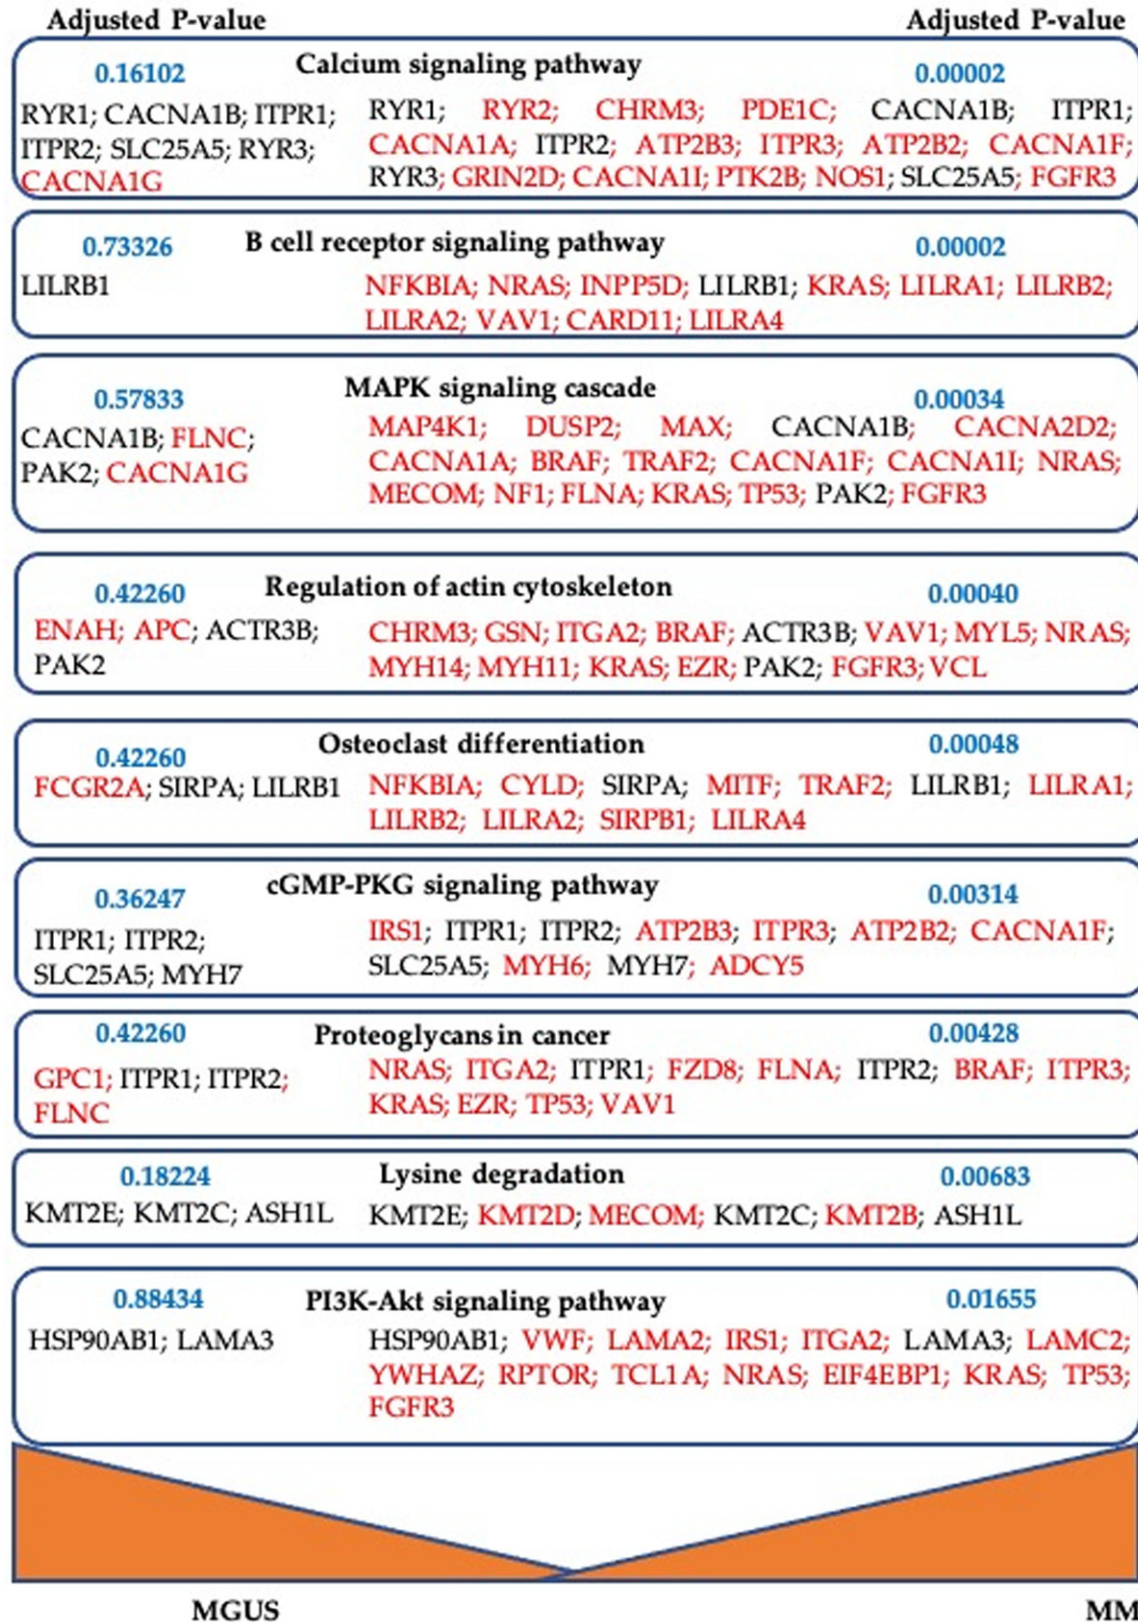 Adjusted P-value Adjusted P-value
0.16102 Calcium signaling pathway 0.00002
RYR1; CACNA1B; ITPR1;
ITPR2; SLC25A5; RYR3;
CACNA1G
RYR1; RYR2; CHRM3; PDE1C; CACNA1B; ITPR1;
CACNA1A; ITPR2; ATP2B3; ITPR3; ATP2B2; CACNA1F;
RYR3; GRIN2D; CACNA1I; PTK2B; NOS1; SLC25A5; FGFR3
0.73326 B cell receptor signaling pathway 0.00002
LILRB1
NFKBIA; NRAS; INPP5D; LILRB1; KRAS; LILRA1; LILRB2;
LILRA2; VAV1; CARD11; LILRA4
0.57833 MAPK signaling cascade 0.00034
CACNA1B; FLNC;
PAK2; CACNA1G
MAP4K1; DUSP2; MAX; CACNA1B; CACNA2D2;
CACNA1A; BRAF; TRAF2; CACNA1F; CACNA1I; NRAS;
MECOM; NF1; FLNA; KRAS; TP53; PAK2; FGFR3
0.42260 Regulation of actin cytoskeleton 0.00040
ENAH; APC; ACTR3B;
PAK2
CHRM3; GSN; ITGA2; BRAF; ACTR3B; VAV1; MYL5; NRAS;
MYH14; MYH11; KRAS; EZR; PAK2; FGFR3; VCL
0.42260 Osteoclast differentiation 0.00048
FCGR2A; SIRPA; LILRB1
NFKBIA; CYLD; SIRPA; MITF; TRAF2; LILRB1; LILRA1;
LILRB2; LILRA2; SIRPB1; LILRA4
0.36247 cGMP-PKG signaling pathway 0.00314
ITPR1; ITPR2;
SLC25A5; MYH7
IRS1; ITPR1; ITPR2; ATP2B3; ITPR3; ATP2B2; CACNA1F;
SLC25A5; MYH6; MYH7; ADCY5
0.42260 Proteoglycans in cancer 0.00428
GPC1; ITPR1; ITPR2;
FLNC
NRAS; ITGA2; ITPR1; FZD8; FLNA; ITPR2; BRAF; ITPR3;
KRAS; EZR; TP53; VAV1
0.18224 Lysine degradation 0.00683
KMT2E; KMT2C; ASH1L
KMT2E; KMT2D; MECOM; KMT2C; KMT2B; ASH1L
0.88434 PI3K-Akt signaling pathway 0.01655
HSP90AB1; LAMA3
HSP90AB1; VWF; LAMA2; IRS1; ITGA2; LAMA3; LAMC2;
YWHAZ; RPTOR; TCL1A; NRAS; EIF4EBP1; KRAS; TP53;
FGFR3
MGUS MM